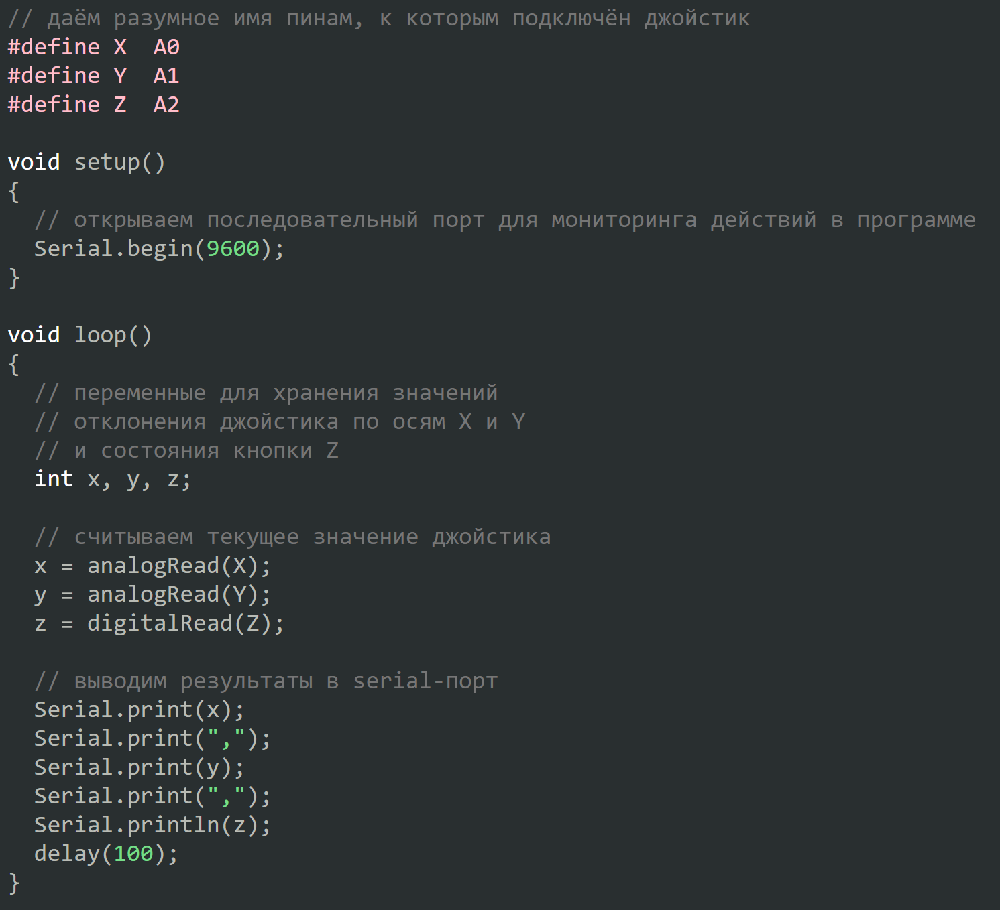 // даём разумное имя пинам, к которым подключён джойстик
#define X  A0
#define Y  A1
#define Z  A2

void setup()
{
  // открываем последовательный порт для мониторинга действий в программе
  Serial.begin(9600);
}

void loop()
{
  // переменные для хранения значений
  // отклонения джойстика по осям X и Y
  // и состояния кнопки Z
  int x, y, z;

  // считываем текущее значение джойстика
  x = analogRead(X);
  y = analogRead(Y);
  z = digitalRead(Z);

  // выводим результаты в serial-порт
  Serial.print(x);
  Serial.print(",");
  Serial.print(y);
  Serial.print(",");
  Serial.println(z);
  delay(100);
}